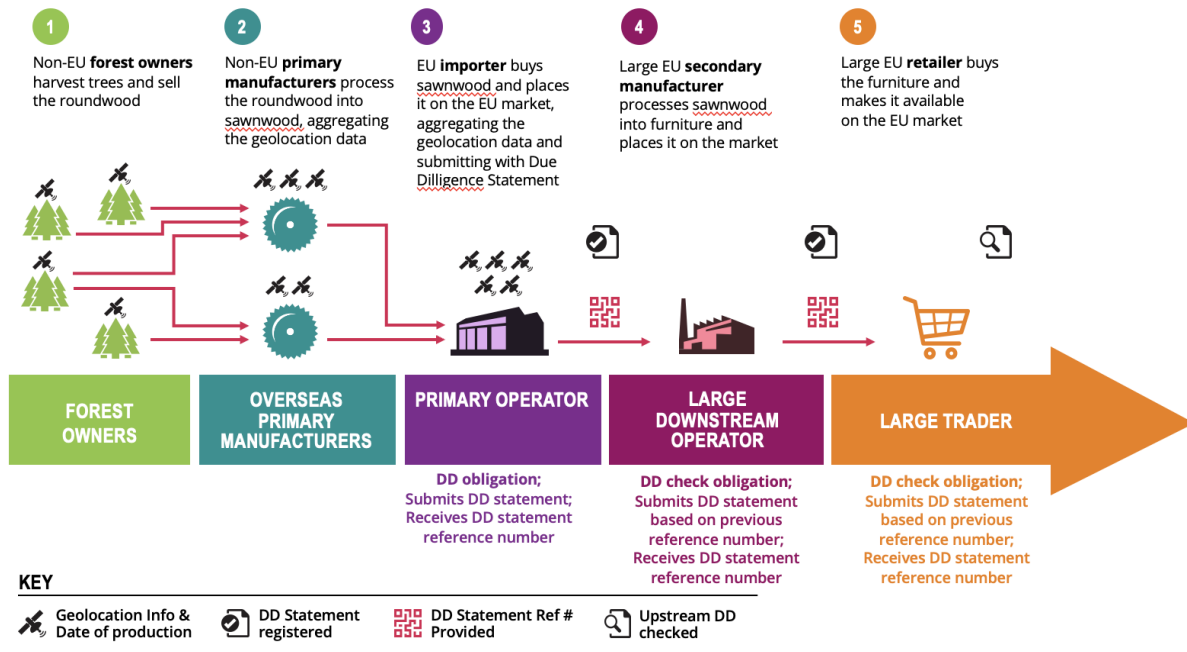 1
Non-EU forest owners
harvest trees and sell
the roundwood
2
Non-EU primary
manufacturers process
the roundwood into
sawnwood, aggregating
the geolocation data
3
EU importer buys
sawnwood and places
it on the EU market,
aggregating the
geolocation data and
submitting with Due
Dilligence Statement
4
Large EU secondary
manufacturer
processes sawnwood
into furniture and
places it on the market
5
Large EU retailer buys
the furniture and
makes it available
on the EU market
FOREST
OWNERS
OVERSEAS
PRIMARY
MANUFACTURERS
PRIMARY OPERATOR
LARGE
DOWNSTREAM
OPERATOR
LARGE TRADER
DD obligation;
Submits DD statement;
Receives DD statement
reference number
DD check obligation;
Submits DD statement
based on previous
reference number;
Receives DD statement
reference number
DD check obligation;
Submits DD statement
based on previous
reference number;
Receives DD statement
reference number
KEY
Geolocation Info &
Date of production
DD Statement
registered
DD Statement Ref #
Provided
Upstream DD
checked